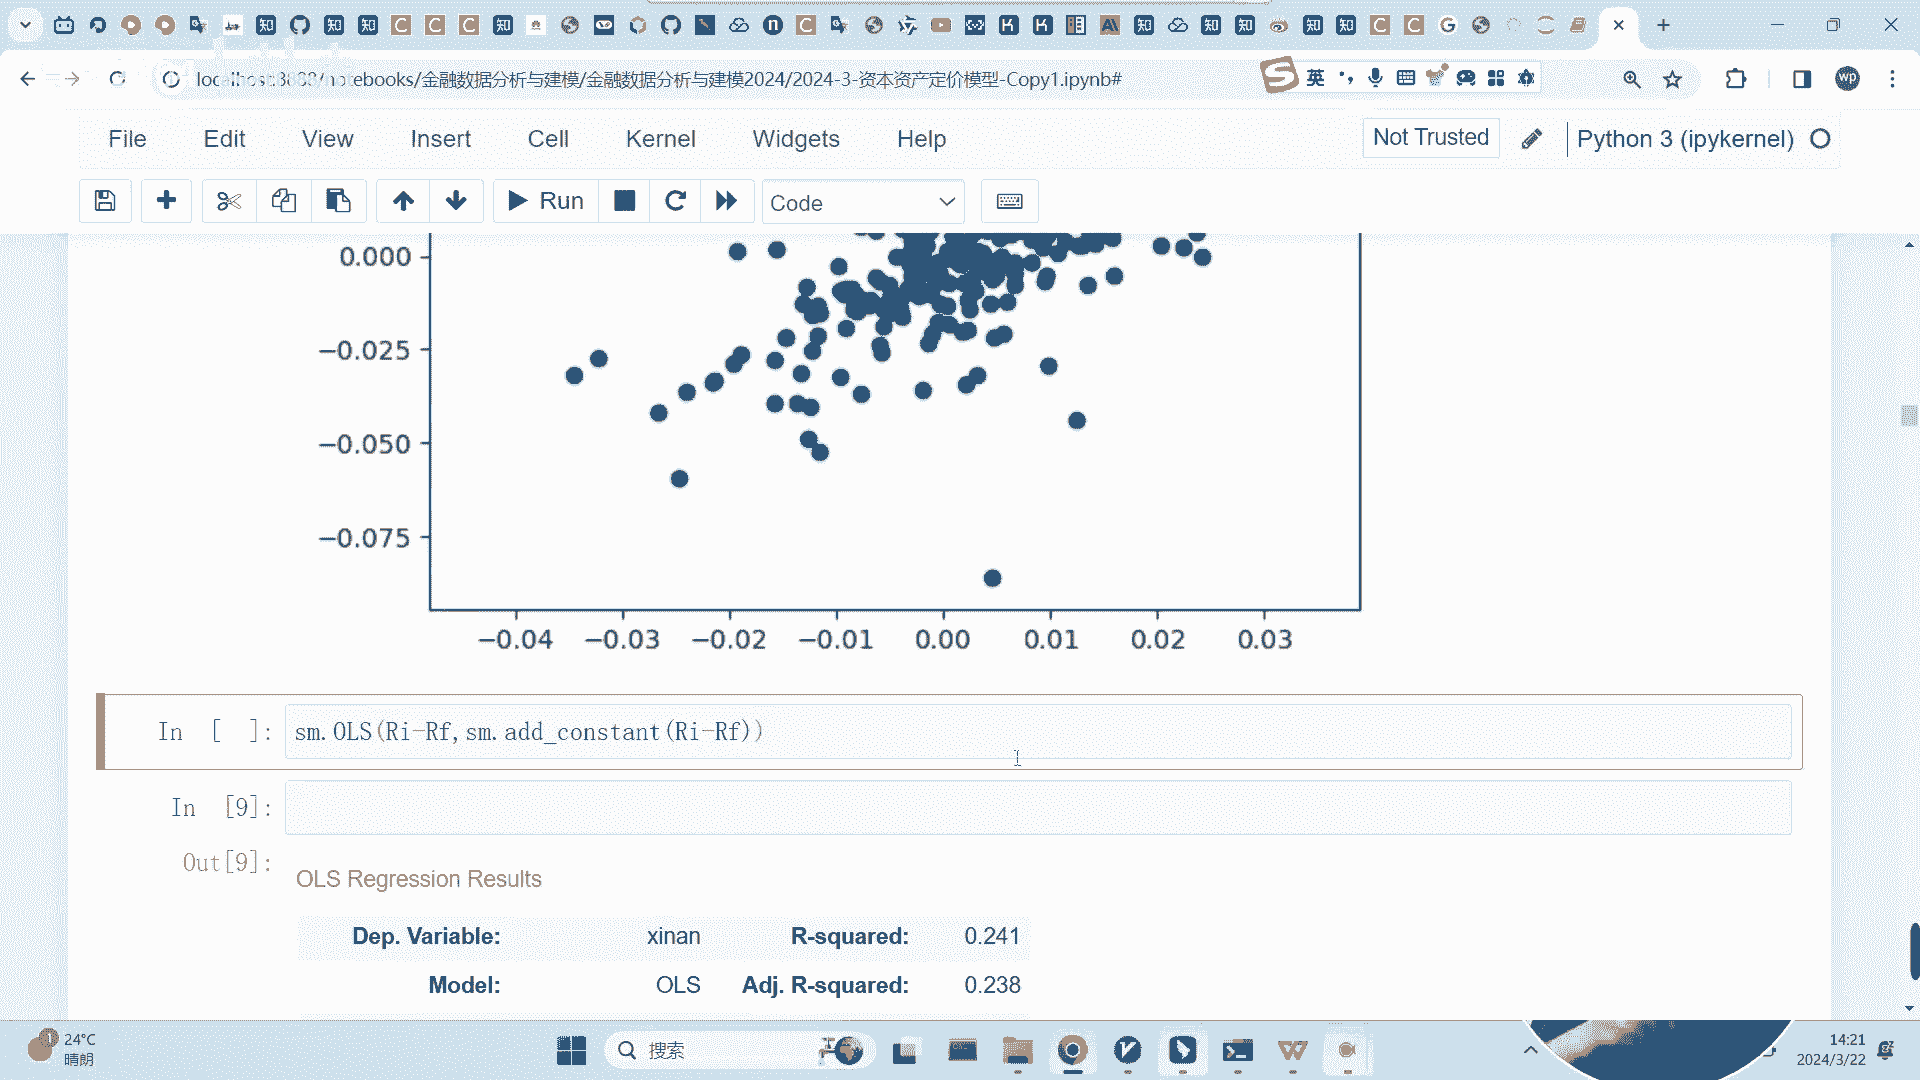 localhost:8888/notebooks/金融数据分析与建模/金融数据分析与建模2024/2024-3-资本资产定价模型-Copy1.ipynb#
英
wp
File Edit View Insert Cell Kernel Widgets Help Not Trusted Python 3 (ipykernel)
Run Code
0.000
−0.025
−0.050
−0.075
−0.04 −0.03 −0.02 −0.01 0.00 0.01 0.02 0.03
In [ ]: sm.OLS(Ri-Rf,sm.add_constant(Ri-Rf))
In [9]:
Out[9]:
OLS Regression Results
Dep. Variable: xinan R-squared: 0.241
Model: OLS Adj. R-squared: 0.238
24°C
晴朗
搜索
14:21
2024/3/22